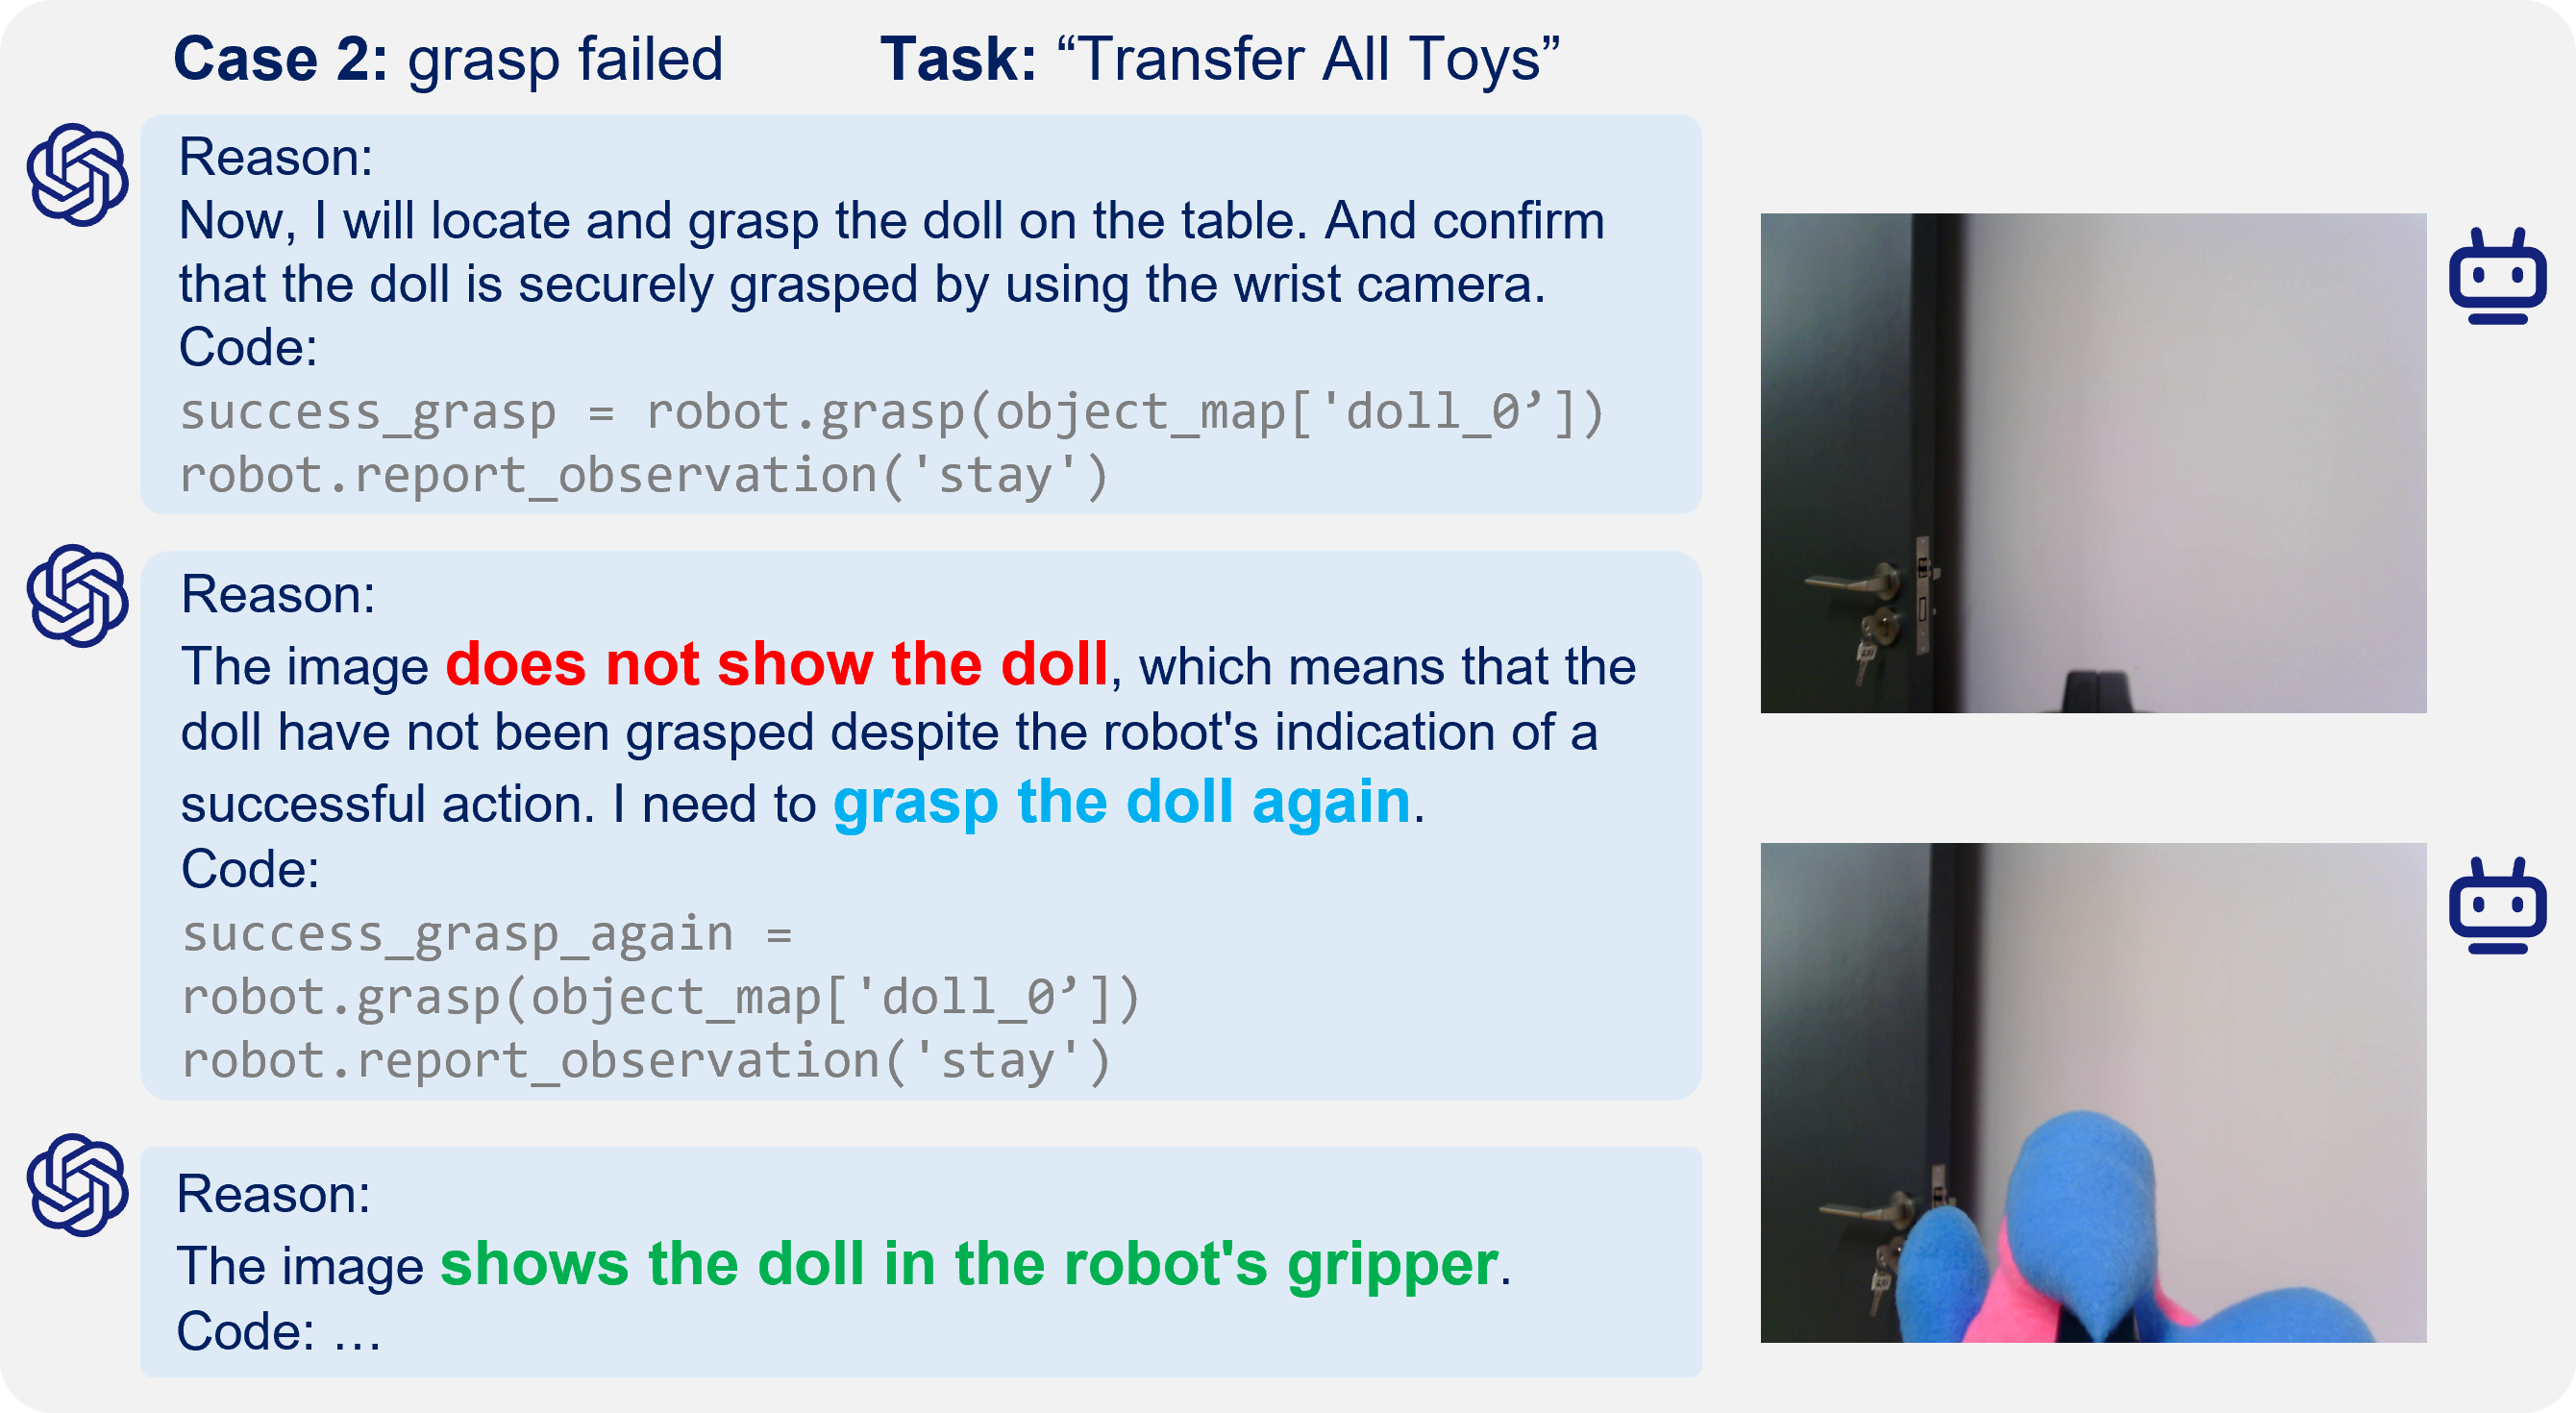 Case 2: grasp failed
Task: “Transfer All Toys”
Reason:
Now, I will locate and grasp the doll on the table. And confirm
that the doll is securely grasped by using the wrist camera.
Code:
success_grasp = robot.grasp(object_map['doll_0’])
robot.report_observation('stay')
Reason:
The image does not show the doll, which means that the
doll have not been grasped despite the robot's indication of a
successful action. I need to grasp the doll again.
Code:
success_grasp_again =
robot.grasp(object_map['doll_0’])
robot.report_observation('stay')
Reason:
The image shows the doll in the robot's gripper.
Code: …